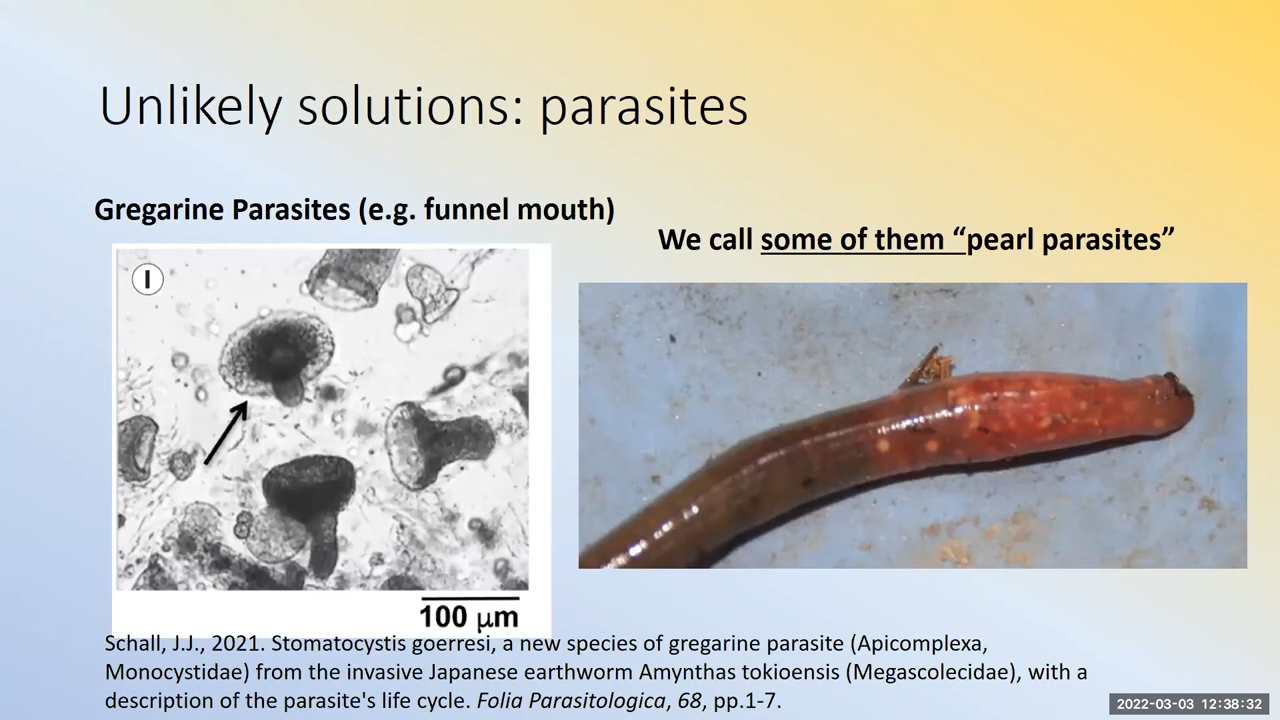 Unlikely solutions: parasites
Gregarine Parasites (e.g. funnel mouth)
We call some of them “pearl parasites”
I
100 μm
Schall, J.J., 2021. Stomatocystis goerresi, a new species of gregarine parasite (Apicomplexa,
Monocystidae) from the invasive Japanese earthworm Amynthas tokioensis (Megascolecidae), with a
description of the parasite's life cycle. Folia Parasitologica, 68, pp.1-7.
2022-03-03 12:38:32